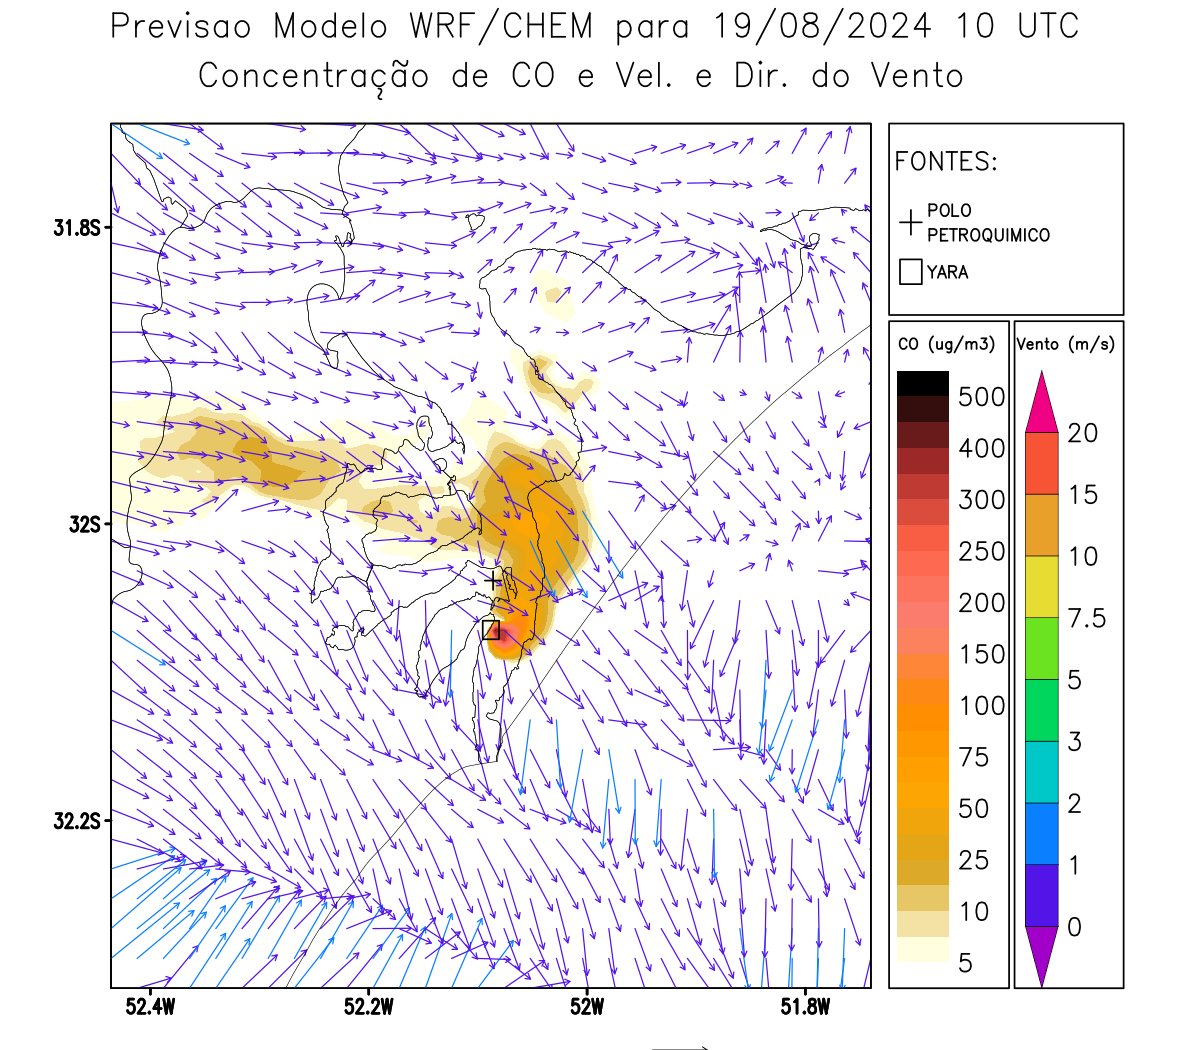 Previsao Modelo WRF/CHEM para 19/08/2024 10 UTC
Concentração de CO e Vel. e Dir. do Vento
FONTES:
POLO
PETROQUIMICO
YARA
CO (ug/m3)
500
400
300
250
200
150
100
75
50
25
10
5
Vento (m/s)
20
15
10
7.5
5
3
2
1
0
31.8S
32S
32.2S
52.4W
52.2W
52W
51.8W